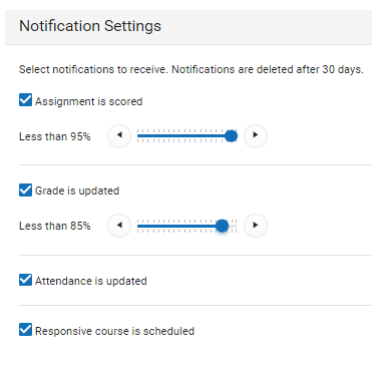 Notification Settings
Select notifications to receive. Notifications are deleted after 30 days.
Assignment is scored
Less than 95%
Grade is updated
Less than 85%
Attendance is updated
Responsive course is scheduled